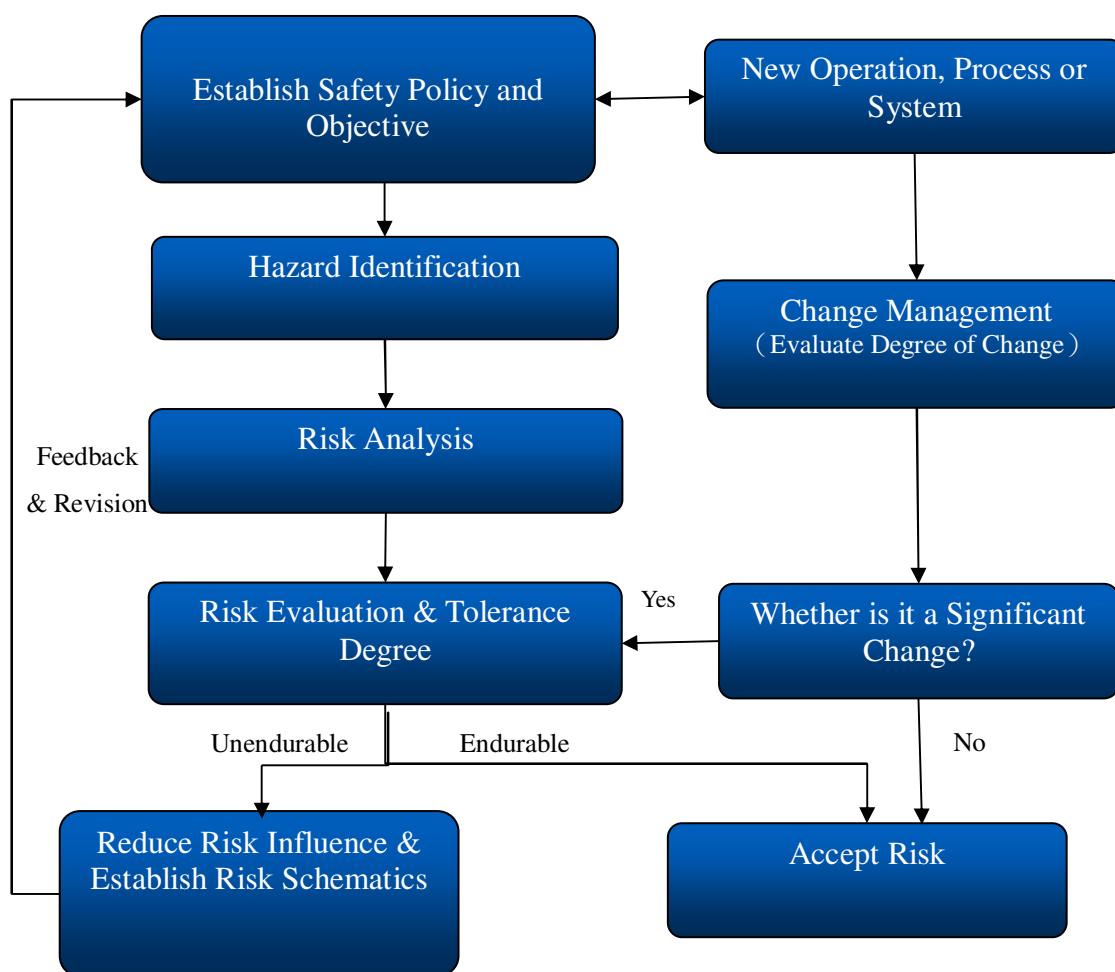 Establish Safety Policy and
Objective
New Operation, Process or
System
Hazard Identification
Change Management
（Evaluate Degree of Change）
Risk Analysis
Feedback
& Revision
Risk Evaluation & Tolerance
Degree
Yes
Whether is it a Significant
Change?
Unendurable
Endurable
No
Reduce Risk Influence &
Establish Risk Schematics
Accept Risk